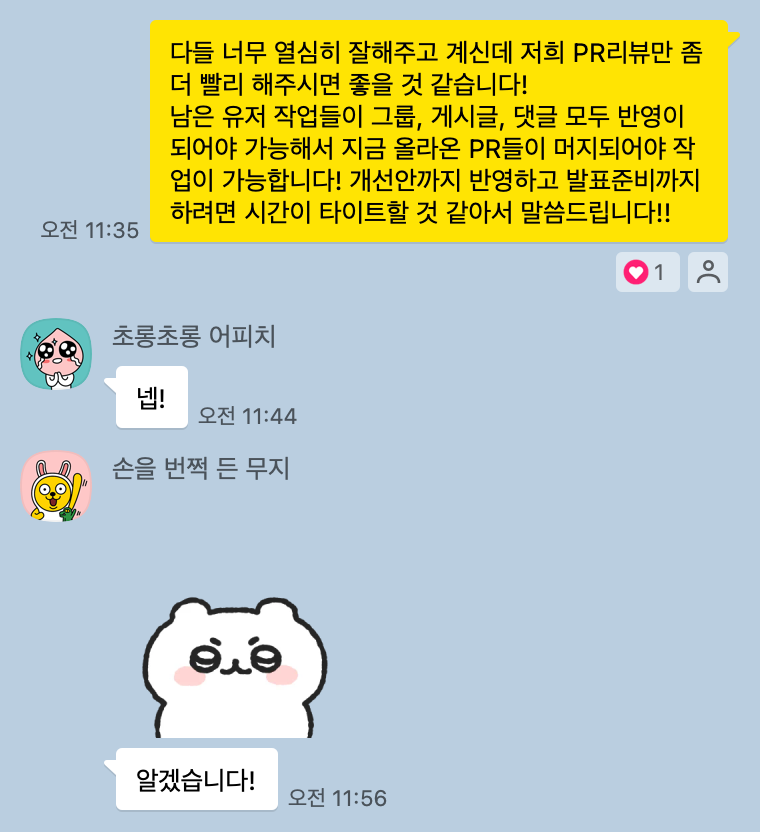 다들 너무 열심히 잘해주고 계신데 저희 PR리뷰만 좀
더 빨리 해주시면 좋을 것 같습니다!
남은 유저 작업들이 그룹, 게시글, 댓글 모두 반영이
되어야 가능해서 지금 올라온 PR들이 머지되어야 작
업이 가능합니다! 개선안까지 반영하고 발표준비까지
하려면 시간이 타이트할 것 같아서 말씀드립니다!!
오전 11:35
1
초롱초롱 어피치
넵!
오전 11:44
손을 번쩍 든 무지
알겠습니다!
오전 11:56